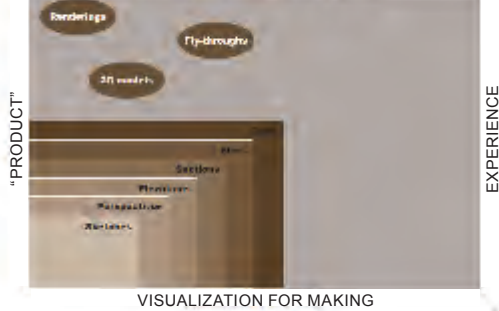 Renderings
Fly-throughs
3D models
Sections
Perspectives
Sketches
"PRODUCT"
EXPERIENCE
VISUALIZATION FOR MAKING